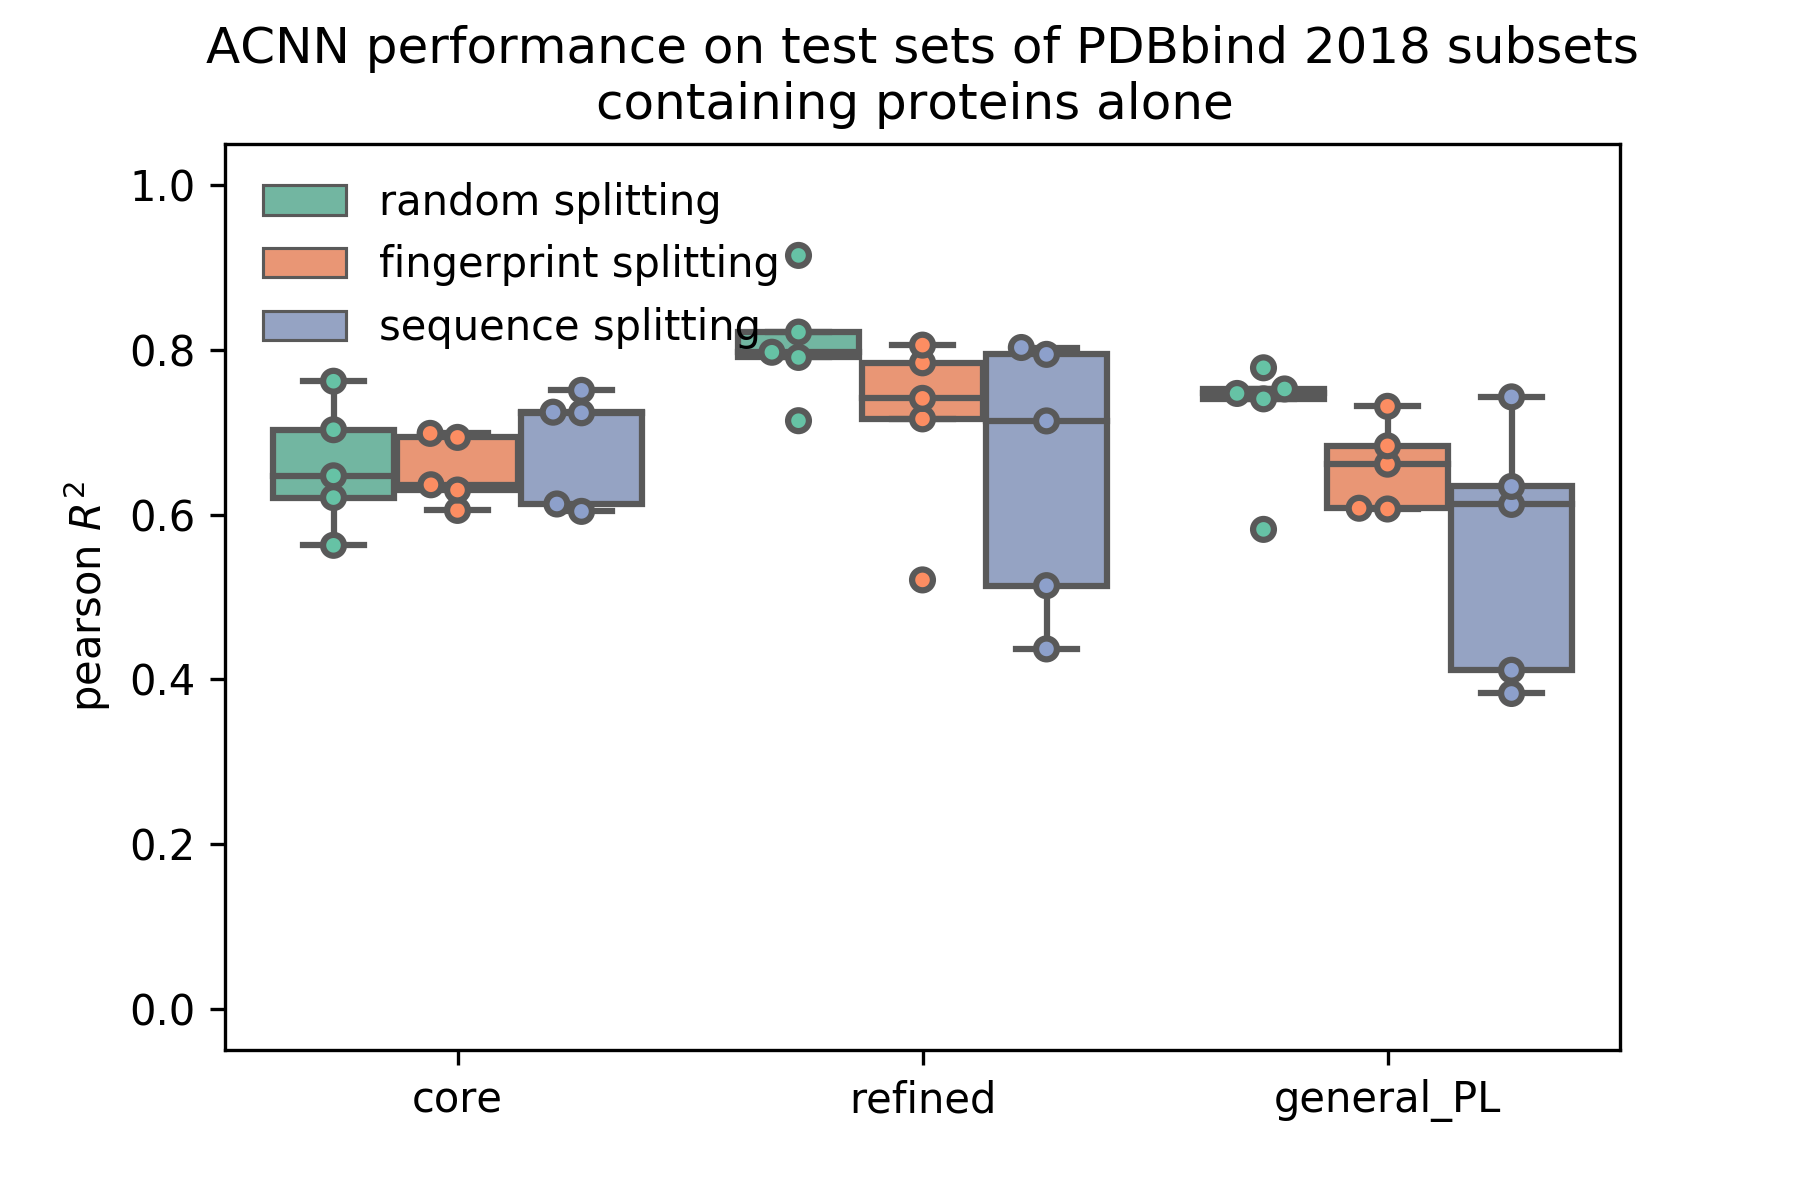 ACNN performance on test sets of PDBbind 2018 subsets
containing proteins alone
random splitting
fingerprint splitting
sequence splitting
pearson R²
1.0
0.8
0.6
0.4
0.2
0.0
core
refined
general_PL